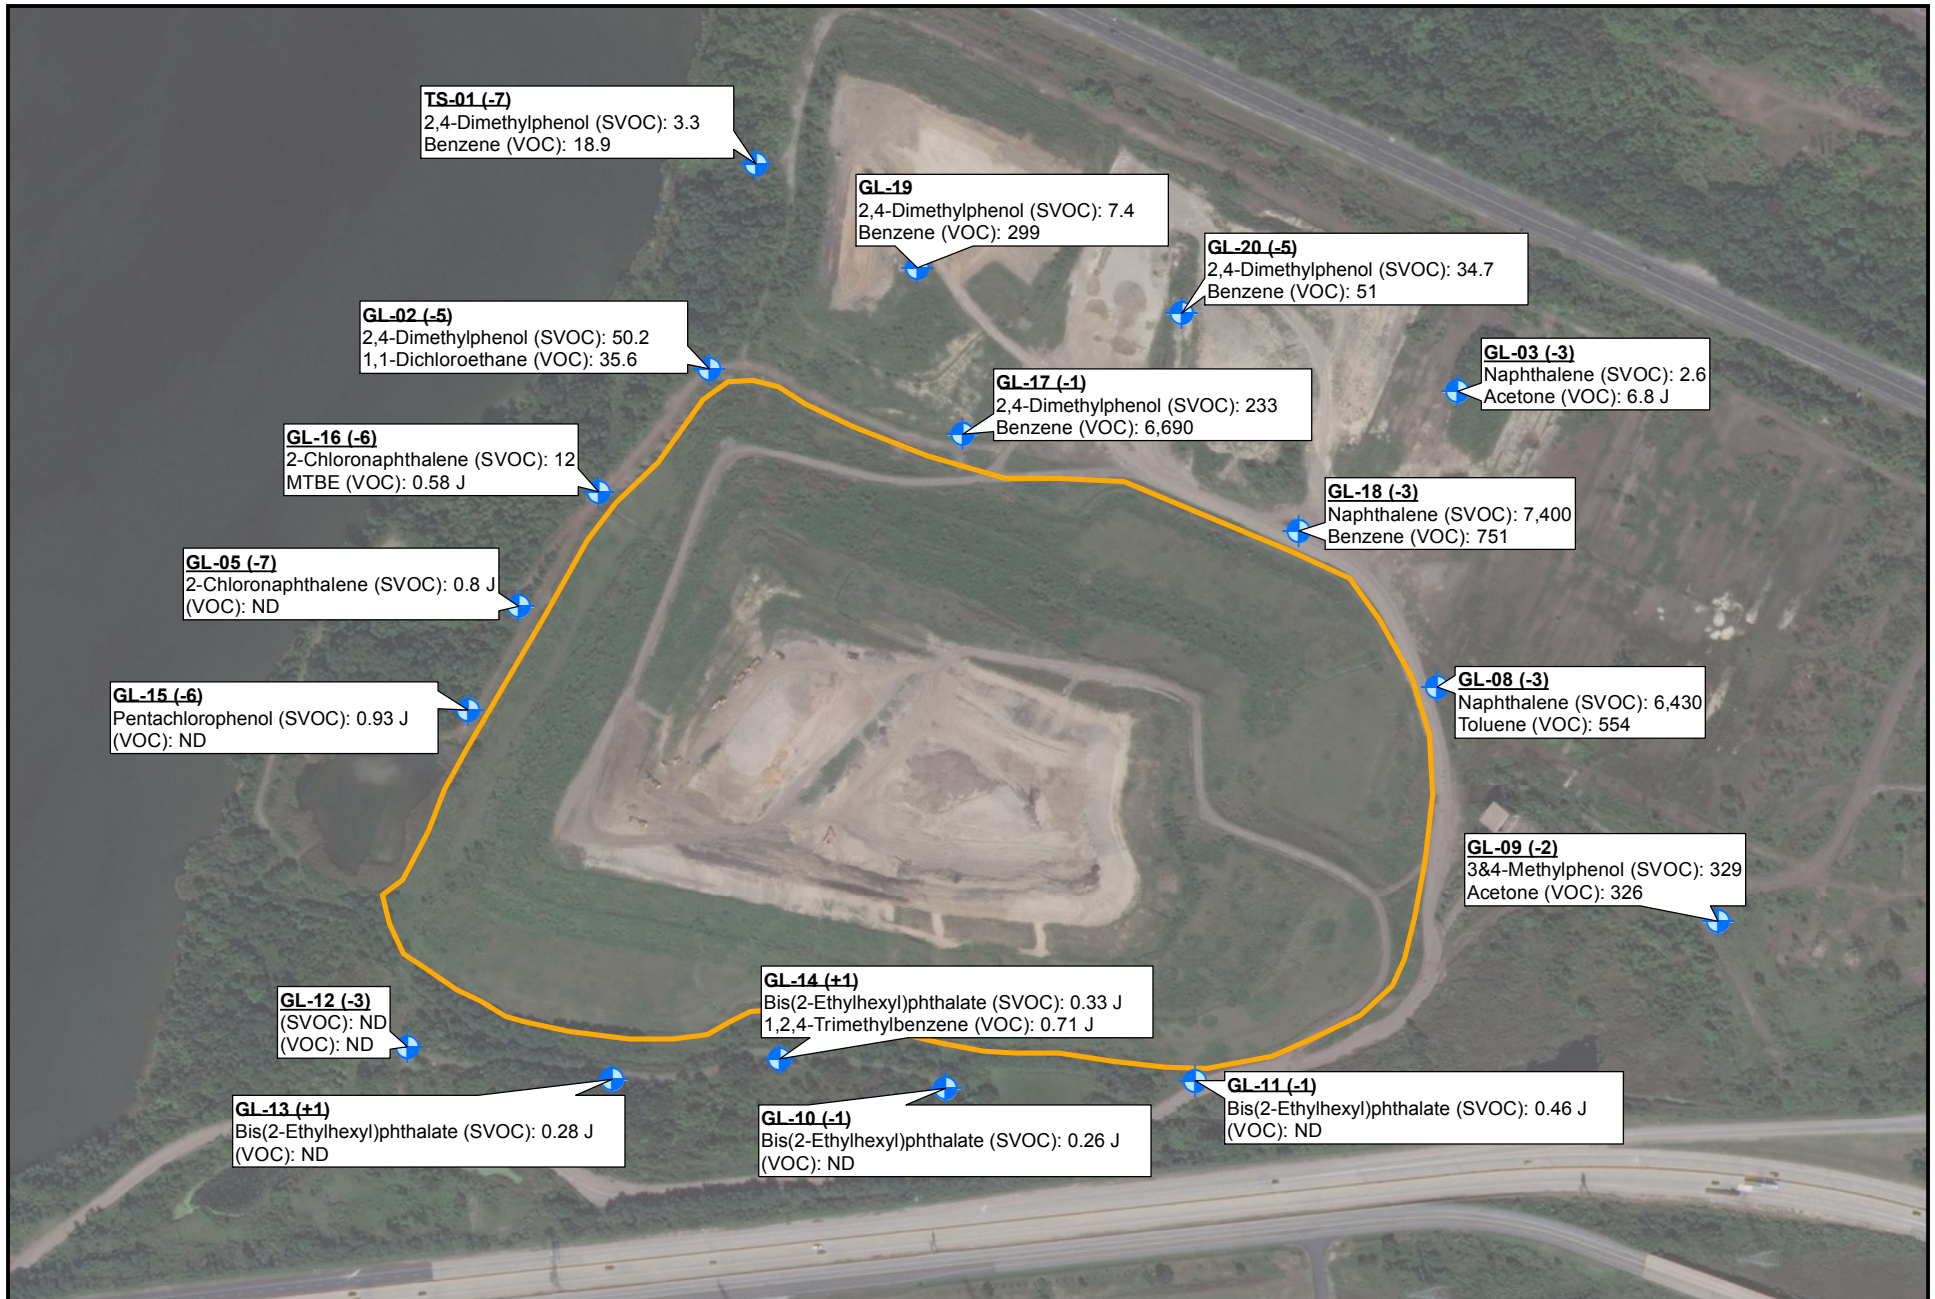 TS-01 (-7)
2,4-Dimethylphenol (SVOC): 3.3
Benzene (VOC): 18.9
GL-19
2,4-Dimethylphenol (SVOC): 7.4
Benzene (VOC): 299
GL-20 (-5)
2,4-Dimethylphenol (SVOC): 34.7
Benzene (VOC): 51
GL-02 (-5)
2,4-Dimethylphenol (SVOC): 50.2
1,1-Dichloroethane (VOC): 35.6
GL-03 (-3)
Naphthalene (SVOC): 2.6
Acetone (VOC): 6.8 J
GL-17 (-1)
2,4-Dimethylphenol (SVOC): 233
Benzene (VOC): 6,690
GL-16 (-6)
2-Chloronaphthalene (SVOC): 12
MTBE (VOC): 0.58 J
GL-18 (-3)
Naphthalene (SVOC): 7,400
Benzene (VOC): 751
GL-05 (-7)
2-Chloronaphthalene (SVOC): 0.8 J
(VOC): ND
GL-08 (-3)
Naphthalene (SVOC): 6,430
Toluene (VOC): 554
GL-15 (-6)
Pentachlorophenol (SVOC): 0.93 J
(VOC): ND
GL-09 (-2)
3&4-Methylphenol (SVOC): 329
Acetone (VOC): 326
GL-14 (+1)
Bis(2-Ethylhexyl)phthalate (SVOC): 0.33 J
1,2,4-Trimethylbenzene (VOC): 0.71 J
GL-12 (-3)
(SVOC): ND
(VOC): ND
GL-11 (-1)
Bis(2-Ethylhexyl)phthalate (SVOC): 0.46 J
(VOC): ND
GL-13 (+1)
Bis(2-Ethylhexyl)phthalate (SVOC): 0.28 J
(VOC): ND
GL-10 (-1)
Bis(2-Ethylhexyl)phthalate (SVOC): 0.26 J
(VOC): ND